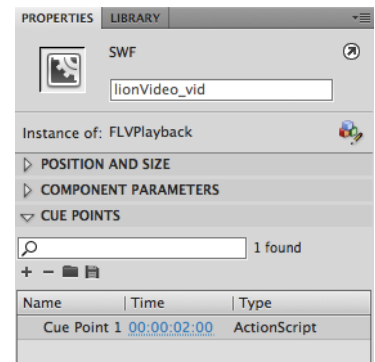 PROPERTIES LIBRARY
SWF
lionVideo_vid
Instance of: FLVPlayback
POSITION AND SIZE
COMPONENT PARAMETERS
CUE POINTS
1 found
Name Time Type
Cue Point 1 00:00:02:00 ActionScript